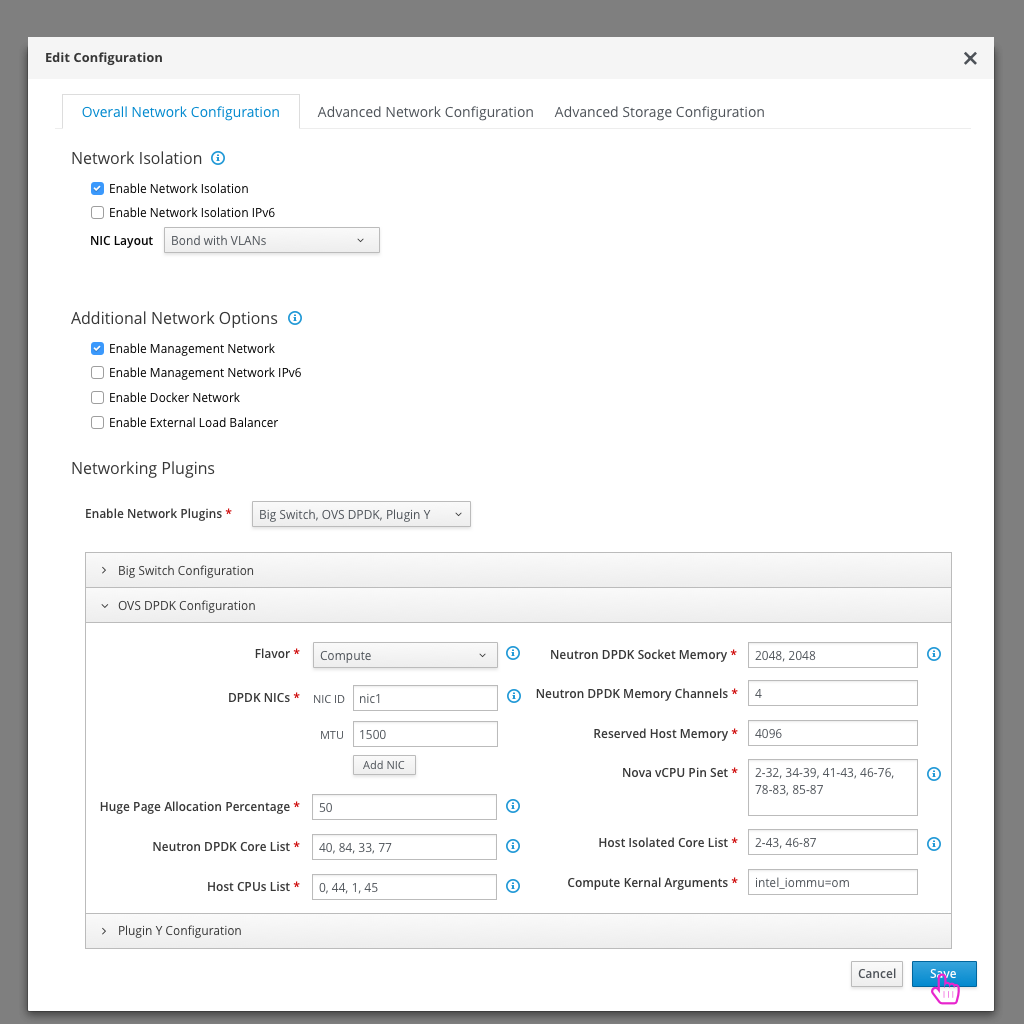 Edit Configuration
Overall Network Configuration
Advanced Network Configuration
Advanced Storage Configuration
Network Isolation
Enable Network Isolation
Enable Network Isolation IPv6
NIC Layout
Bond with VLANs
Additional Network Options
Enable Management Network
Enable Management Network IPv6
Enable Docker Network
Enable External Load Balancer
Networking Plugins
Enable Network Plugins *
Big Switch, OVS DPDK, Plugin Y
Big Switch Configuration
OVS DPDK Configuration
Flavor *
Compute
DPDK NICs *
NIC ID
nic1
MTU
1500
Add NIC
Huge Page Allocation Percentage *
50
Neutron DPDK Core List *
40, 84, 33, 77
Host CPUs List *
0, 44, 1, 45
Neutron DPDK Socket Memory *
2048, 2048
Neutron DPDK Memory Channels *
4
Reserved Host Memory *
4096
Nova vCPU Pin Set *
2-32, 34-39, 41-43, 46-76,
78-83, 85-87
Host Isolated Core List *
2-43, 46-87
Compute Kernal Arguments *
intel_iommu=om
Plugin Y Configuration
Cancel
Save